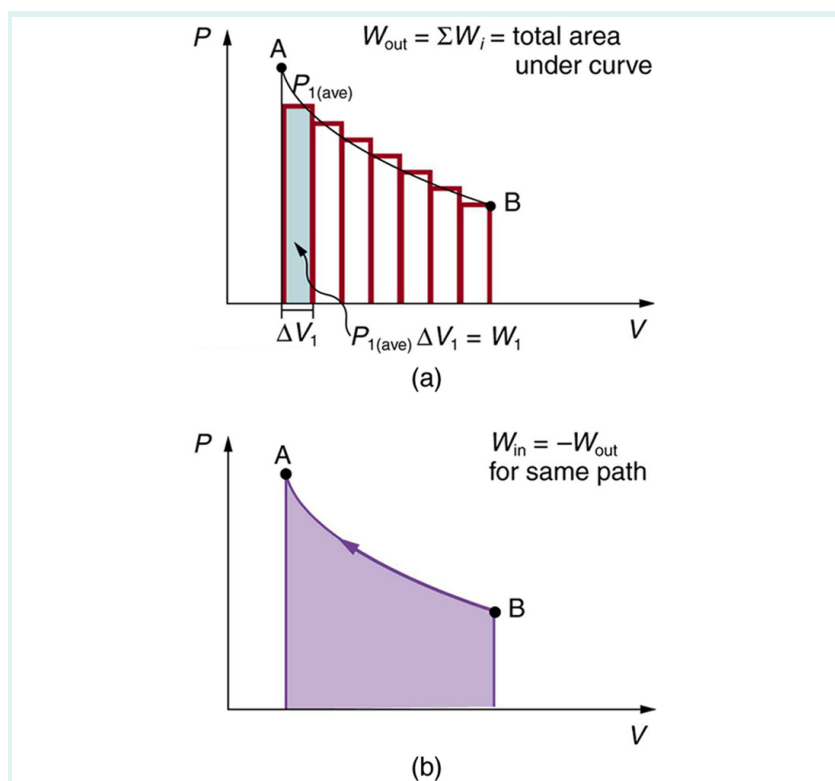 P
A
W_out = ΣW_i = total area
under curve
P_1(ave)
B
V
ΔV_1
P_1(ave) ΔV_1 = W_1
(a)
P
A
W_in = –W_out
for same path
B
V
(b)